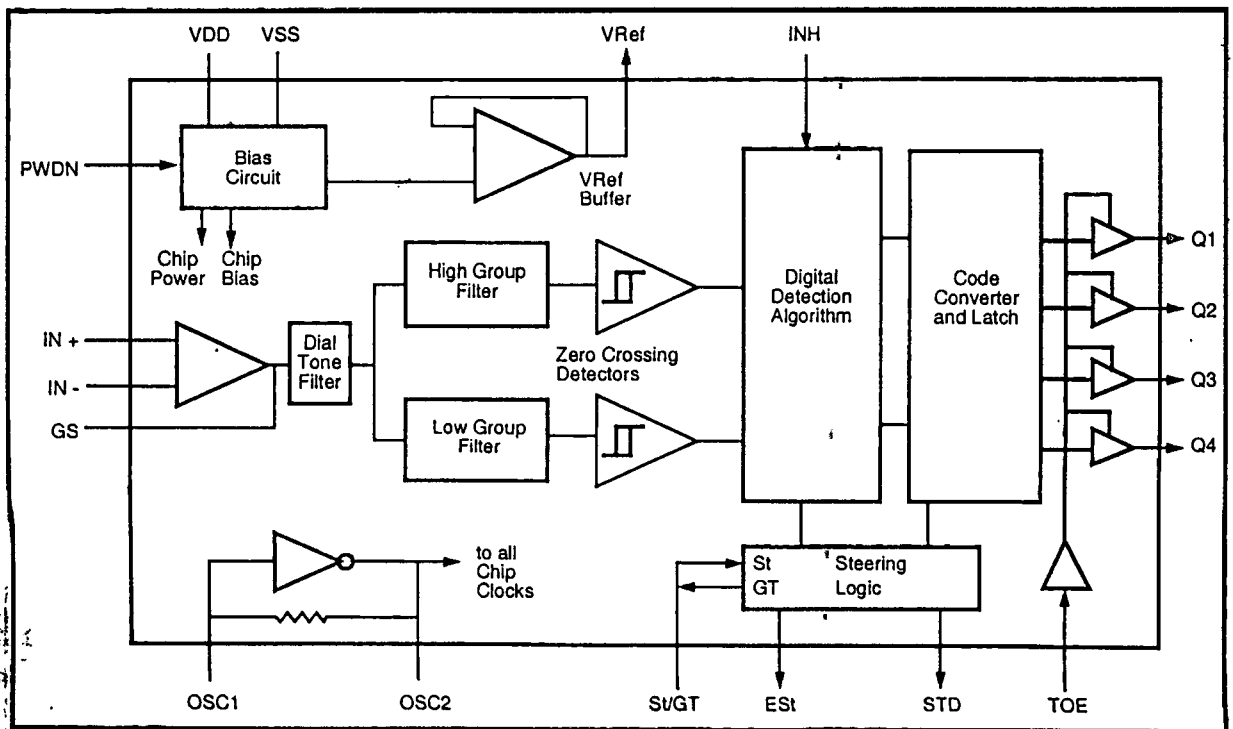 VDD
VSS
VRef
INH
PWDN
Bias
Circuit
VRef
Buffer
Chip
Power
Chip
Bias
High Group
Filter
Digital
Detection
Algorithm
Code
Converter
and Latch
Q1
Q2
Q3
Q4
IN +
IN -
GS
Dial
Tone
Filter
Zero Crossing
Detectors
Low Group
Filter
to all
Chip
Clocks
St
GT
Steering
Logic
OSC1
OSC2
St/GT
ESt
STD
TOE